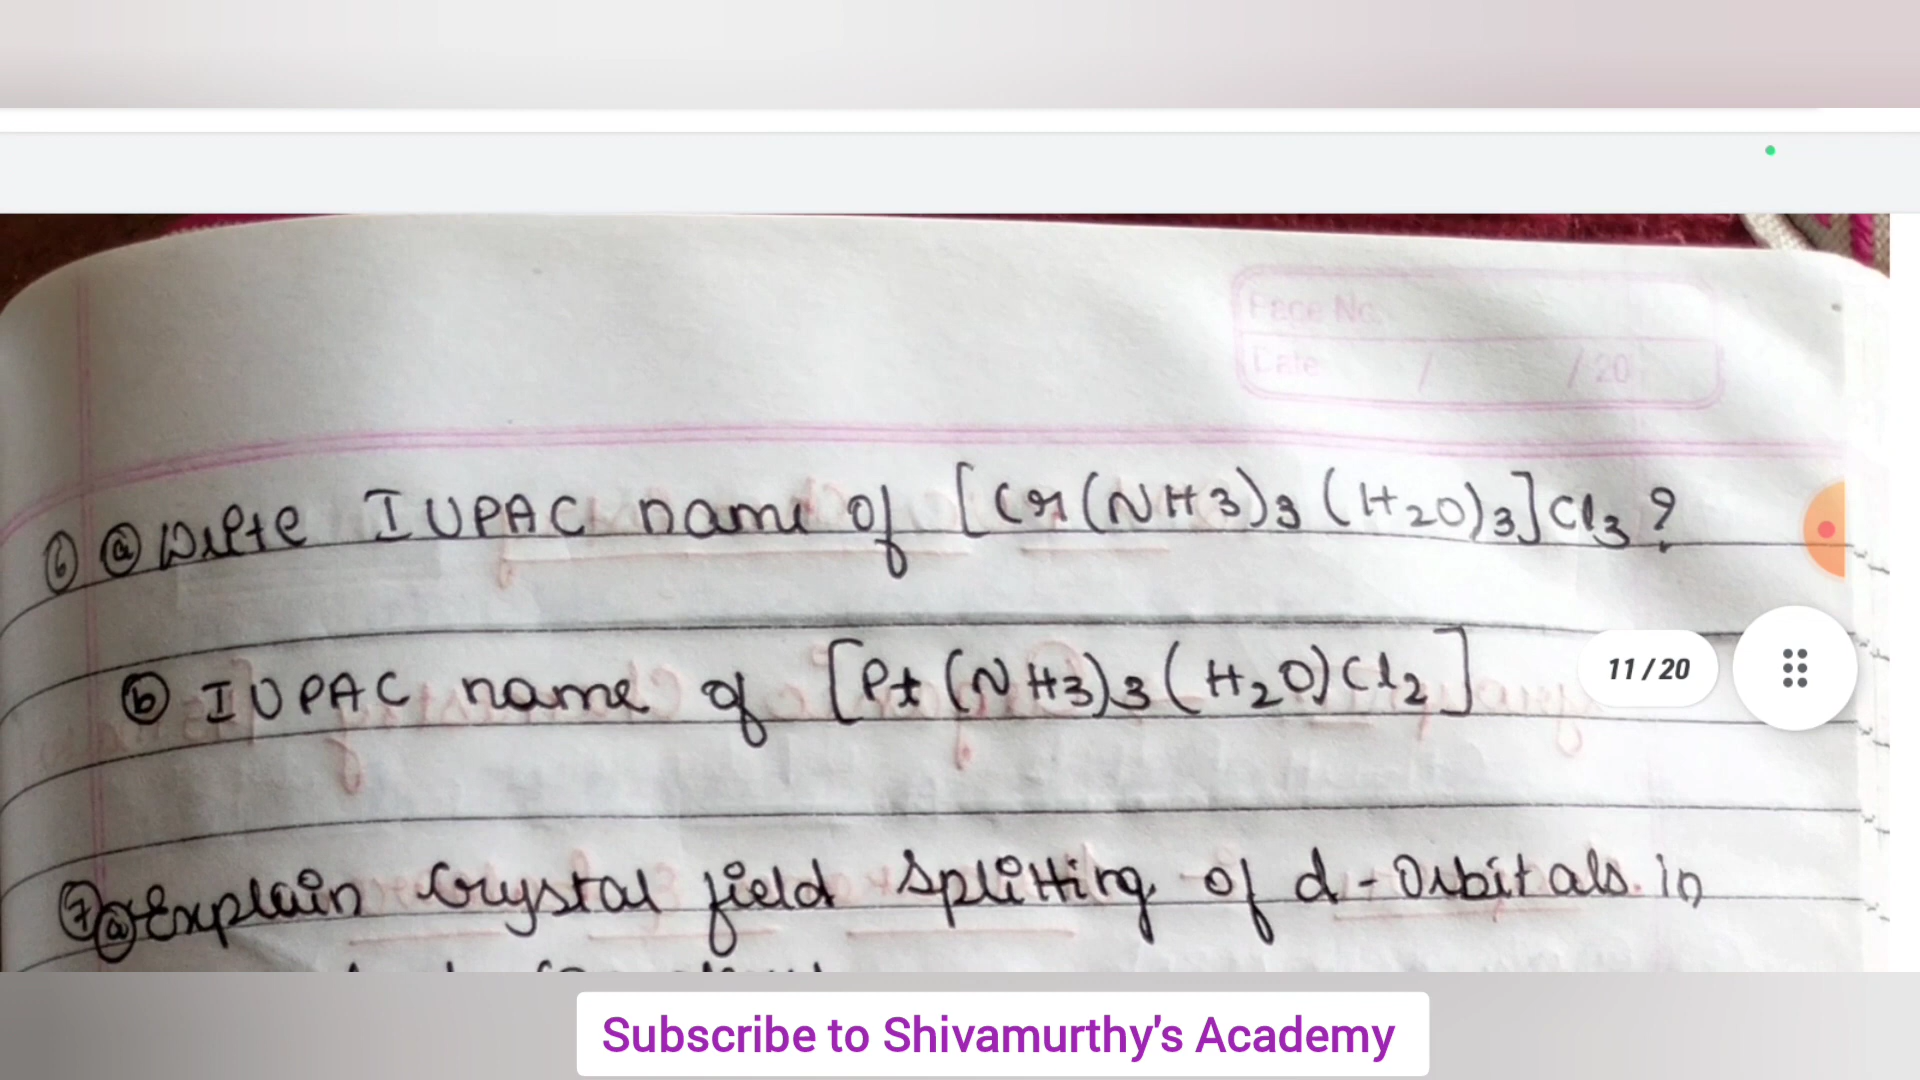 Page No.
Date / / 20
6 a Write IUPAC name of [Cr(NH3)3(H2O)3]Cl3?
b IUPAC name of [Pt(NH3)3(H2O)Cl2]
11 / 20
7 a Explain Crystal field splitting of d-Orbitals in
Subscribe to Shivamurthy's Academy